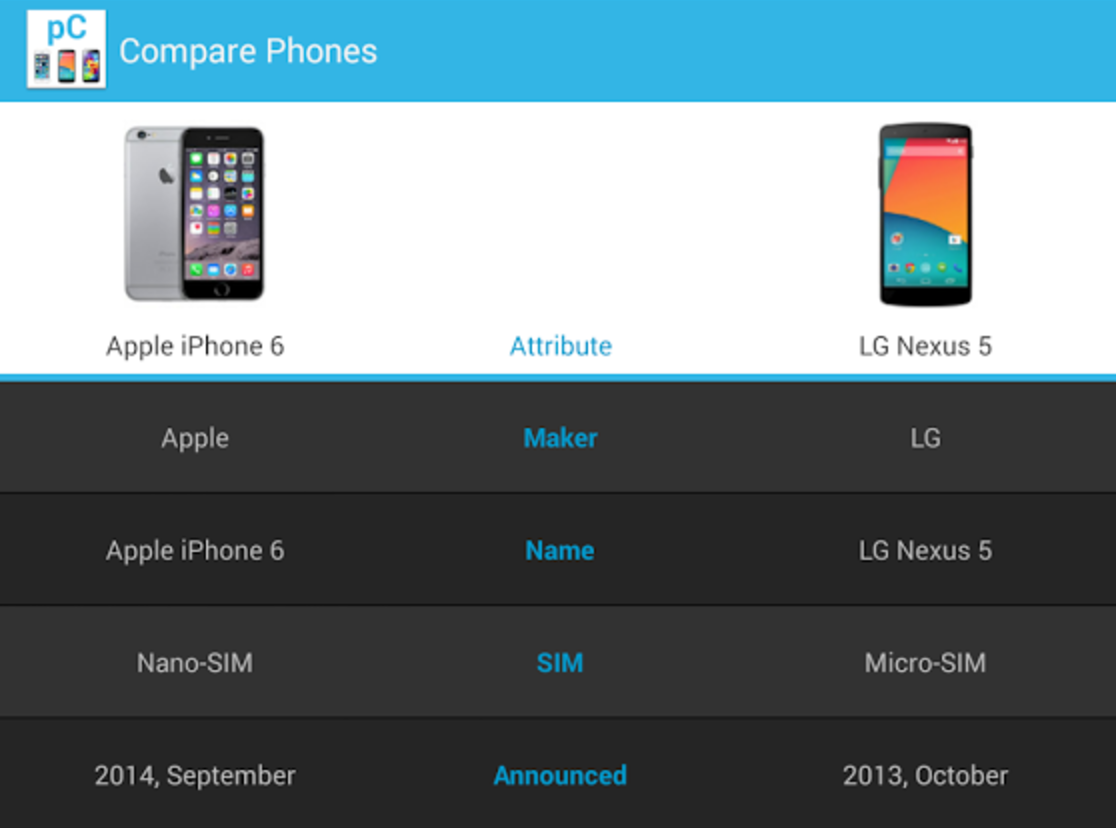 pC
Compare Phones
Apple iPhone 6 Attribute LG Nexus 5
Apple Maker LG
Apple iPhone 6 Name LG Nexus 5
Nano-SIM SIM Micro-SIM
2014, September Announced 2013, October